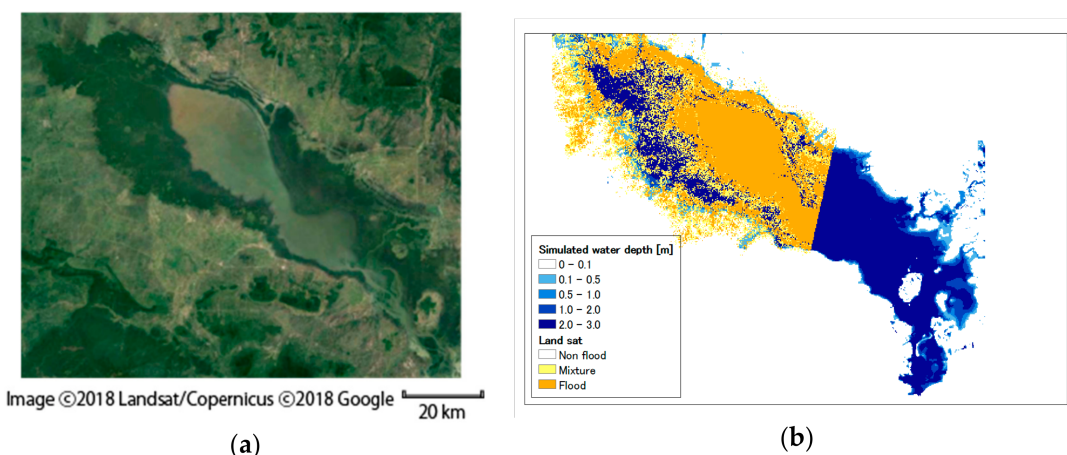 Image ©2018 Landsat/Copernicus ©2018 Google
20 km
(a)
Simulated water depth [m]
0 - 0.1
0.1 - 0.5
0.5 - 1.0
1.0 - 2.0
2.0 - 3.0
Land sat
Non flood
Mixture
Flood
(b)